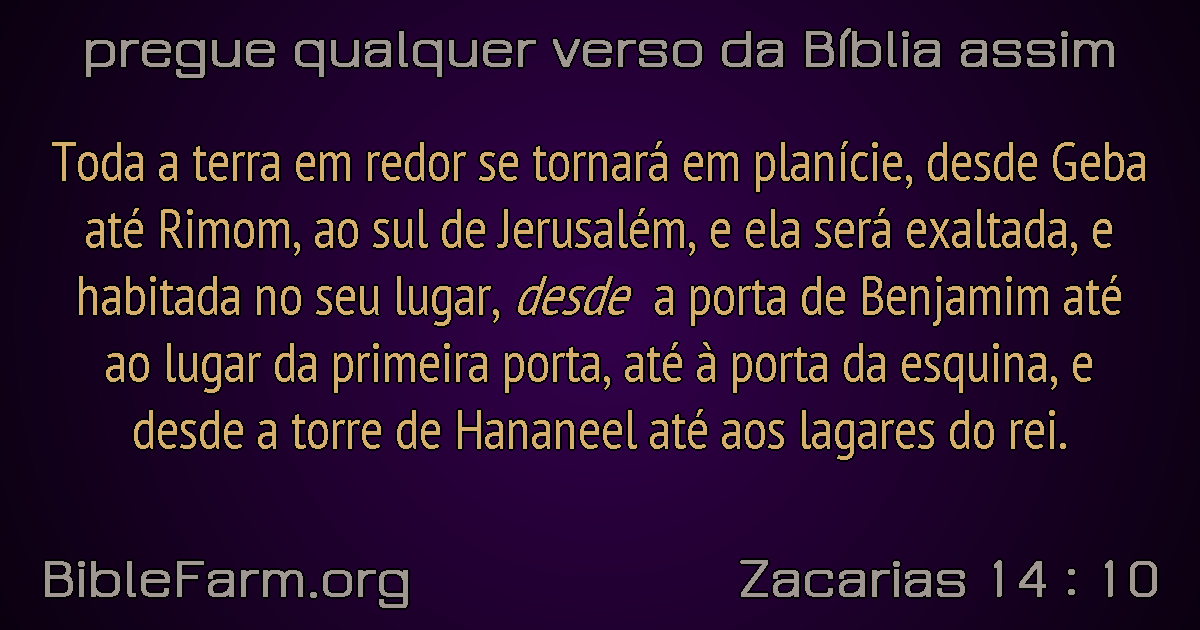 pregue qualquer verso da Bíblia assim
Toda a terra em redor se tornará em planície, desde Geba
até Rimom, ao sul de Jerusalém, e ela será exaltada, e
habitada no seu lugar, desde a porta de Benjamim até
ao lugar da primeira porta, até à porta da esquina, e
desde a torre de Hananeel até aos lagares do rei.
BibleFarm.org
Zacarias 14 : 10